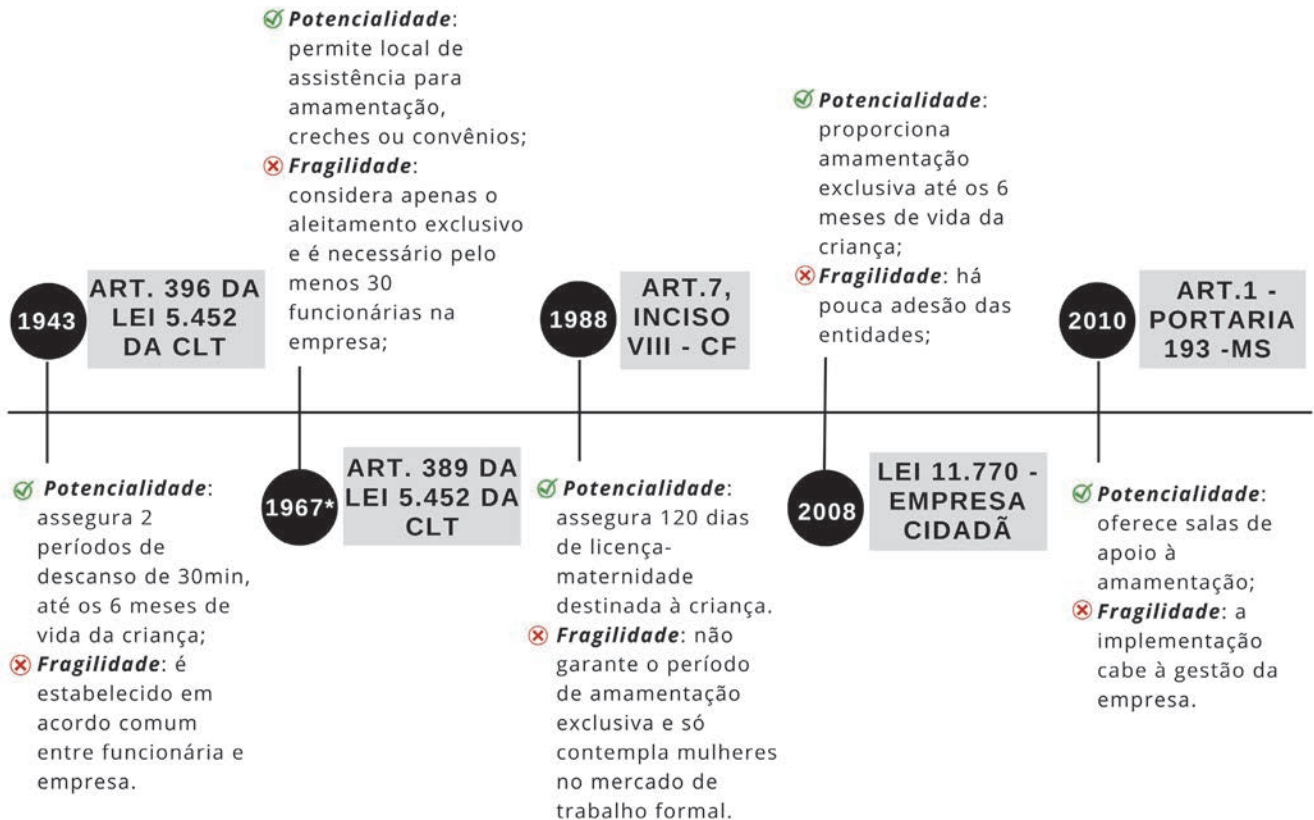 1943
ART. 396 DA
LEI 5.452
DA CLT
Potencialidade:
assegura 2
períodos de
descanso de 30min,
até os 6 meses de
vida da criança;
Fragilidade: é
estabelecido em
acordo comum
entre funcionária e
empresa.
Potencialidade:
permite local de
assistência para
amamentação,
creches ou convênios;
Fragilidade:
considera apenas o
aleitamento exclusivo
e é necessário pelo
menos 30
funcionárias na
empresa;
1967*
ART. 389 DA
LEI 5.452 DA
CLT
1988
ART.7,
INCISO
VIII - CF
Potencialidade:
assegura 120 dias
de licença-
maternidade
destinada à criança.
Fragilidade: não
garante o período
de amamentação
exclusiva e só
contempla mulheres
no mercado de
trabalho formal.
Potencialidade:
proporciona
amamentação
exclusiva até os 6
meses de vida da
criança;
Fragilidade: há
pouca adesão das
entidades;
2008
LEI 11.770 -
EMPRESA
CIDADÃ
2010
ART.1 -
PORTARIA
193 -MS
Potencialidade:
oferece salas de
apoio à
amamentação;
Fragilidade: a
implementação
cabe à gestão da
empresa.